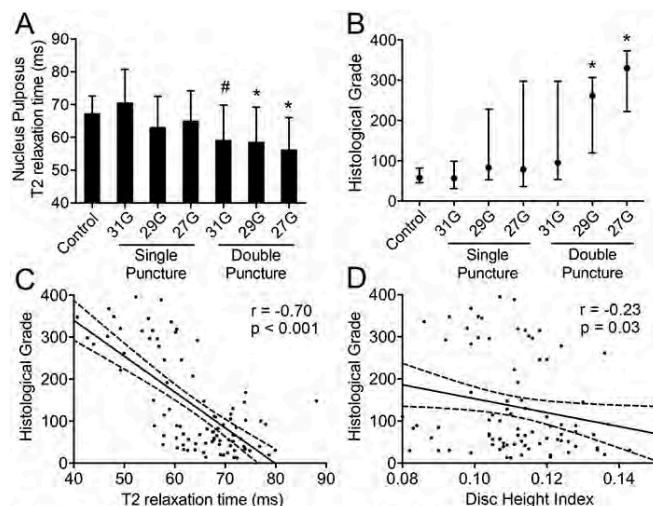 A
Nucleus Pulposus
T2 relaxation time (ms)
90
80
70
60
50
40
#
*
*
Control
31G
29G
27G
31G
29G
27G
Single
Puncture
Double
Puncture
B
Histological Grade
400
300
200
100
0
*
*
Control
31G
29G
27G
31G
29G
27G
Single
Puncture
Double
Puncture
C
Histological Grade
400
300
200
100
0
r = -0.70
p < 0.001
40
50
60
70
80
90
T2 relaxation time (ms)
D
Histological Grade
400
300
200
100
0
r = -0.23
p = 0.03
0.08
0.10
0.12
0.14
Disc Height Index